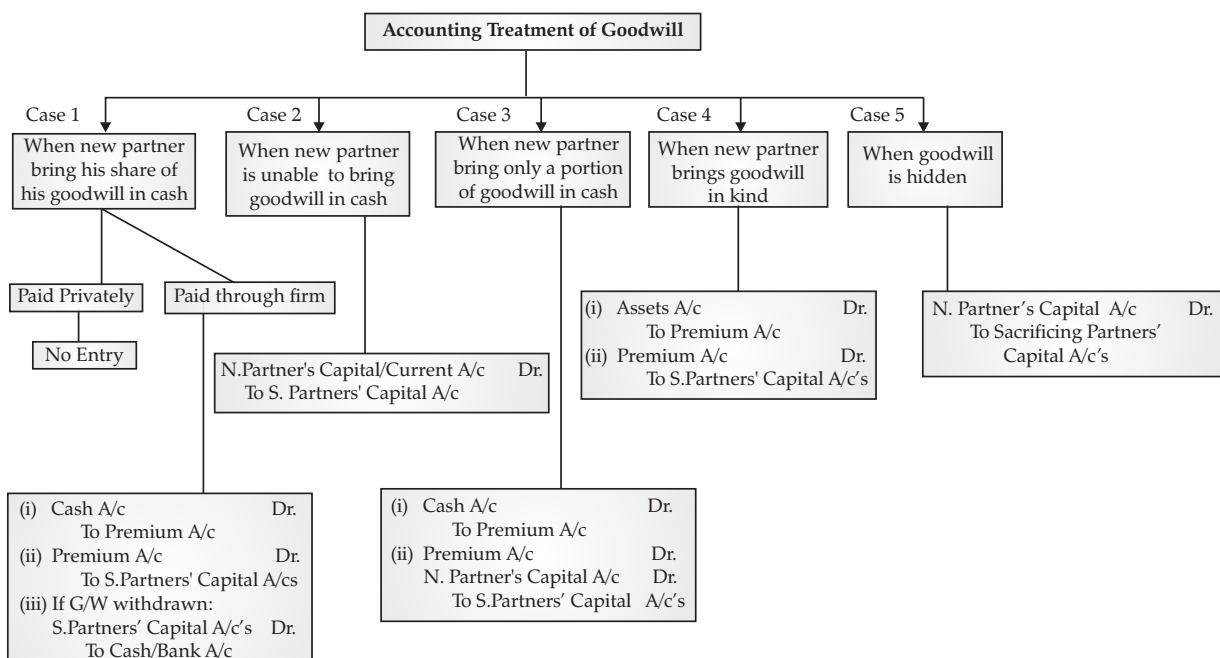 Accounting Treatment of Goodwill
Case 1
When new partner
bring his share of
his goodwill in cash
Case 2
When new partner
is unable to bring
goodwill in cash
Case 3
When new partner
bring only a portion
of goodwill in cash
Case 4
When new partner
brings goodwill
in kind
Case 5
When goodwill
is hidden
Paid Privately
Paid through firm
No Entry
N.Partner's Capital/Current A/c Dr.
To S. Partners' Capital A/c
(i) Assets A/c Dr.
To Premium A/c
(ii) Premium A/c Dr.
To S.Partners' Capital A/c's
N. Partner's Capital A/c Dr.
To Sacrificing Partners'
Capital A/c's
(i) Cash A/c Dr.
To Premium A/c
(ii) Premium A/c Dr.
To S.Partners' Capital A/cs
(iii) If G/W withdrawn:
S.Partners' Capital A/c's Dr.
To Cash/Bank A/c
(i) Cash A/c Dr.
To Premium A/c
(ii) Premium A/c Dr.
N. Partner's Capital A/c Dr.
To S.Partners' Capital A/c's